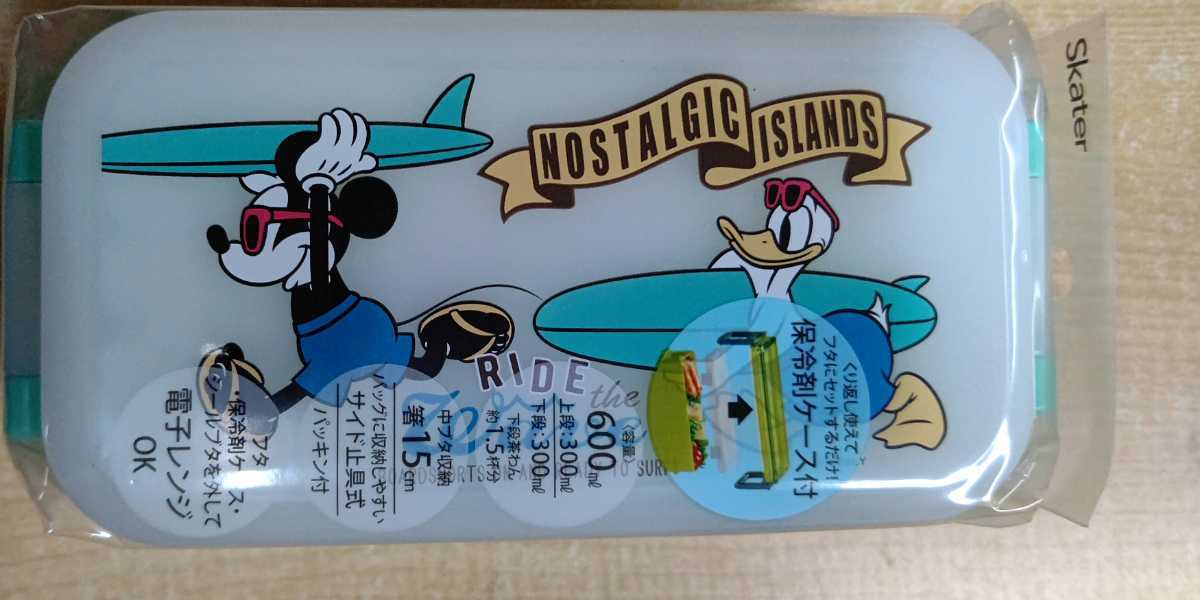 Skater
NOSTALGIC ISLANDS
RIDE
the
くり返し使えて
フタにセットするだけ!
保冷剤ケース付
容量
600ml
上段:300ml
下段:300ml
下段茶わん
約1.5杯分
中フタ収納
箸15cm
バッグに収納しやすい
サイド止具式
パッキン付
フタ
・保冷剤ケース・
シールブタを外して
電子レンジ
OK
TO SURF